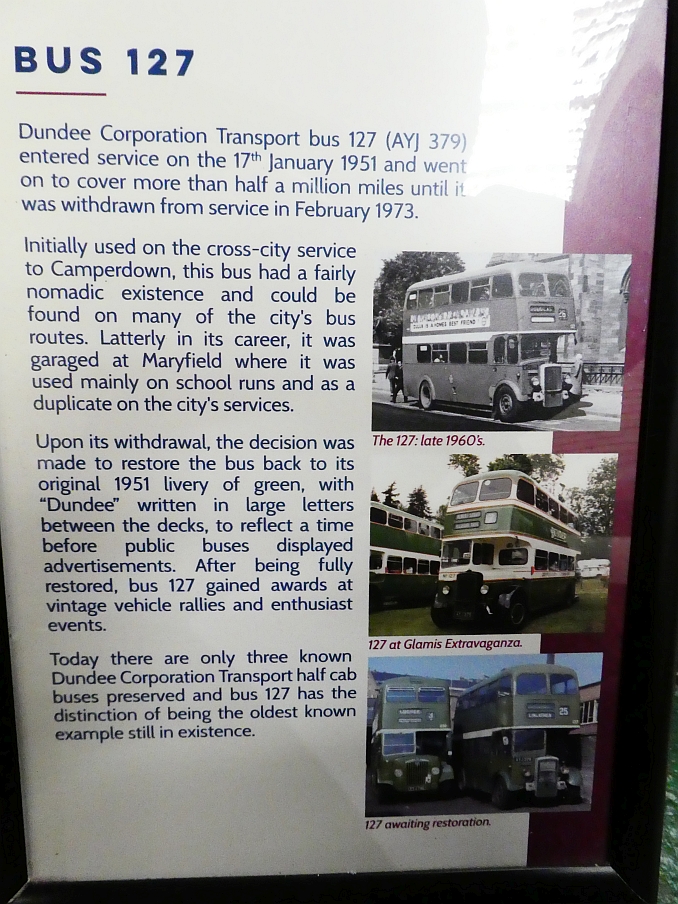 BUS 127
Dundee Corporation Transport bus 127 (AYJ 379)
entered service on the 17th January 1951 and went
on to cover more than half a million miles until it
was withdrawn from service in February 1973.
Initially used on the cross-city service
to Camperdown, this bus had a fairly
nomadic existence and could be
found on many of the city's bus
routes. Latterly in its career, it was
garaged at Maryfield where it was
used mainly on school runs and as a
duplicate on the city's services.
Upon its withdrawal, the decision was
made to restore the bus back to its
original 1951 livery of green, with
“Dundee” written in large letters
between the decks, to reflect a time
before public buses displayed
advertisements. After being fully
restored, bus 127 gained awards at
vintage vehicle rallies and enthusiast
events.
Today there are only three known
Dundee Corporation Transport half cab
buses preserved and bus 127 has the
distinction of being the oldest known
example still in existence.
The 127: late 1960's.
127 at Glamis Extravaganza.
25
127 awaiting restoration.